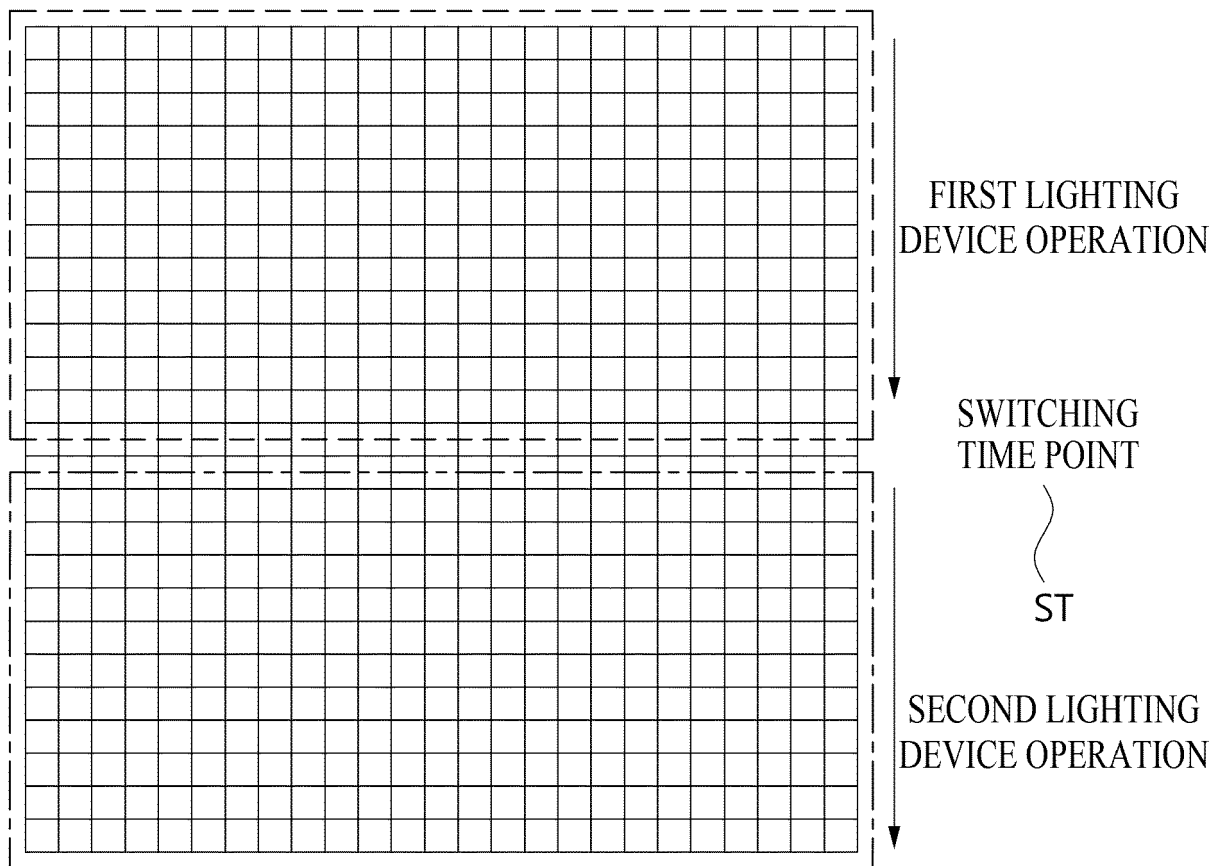 FIRST LIGHTING
DEVICE OPERATION
SWITCHING
TIME POINT
ST
SECOND LIGHTING
DEVICE OPERATION